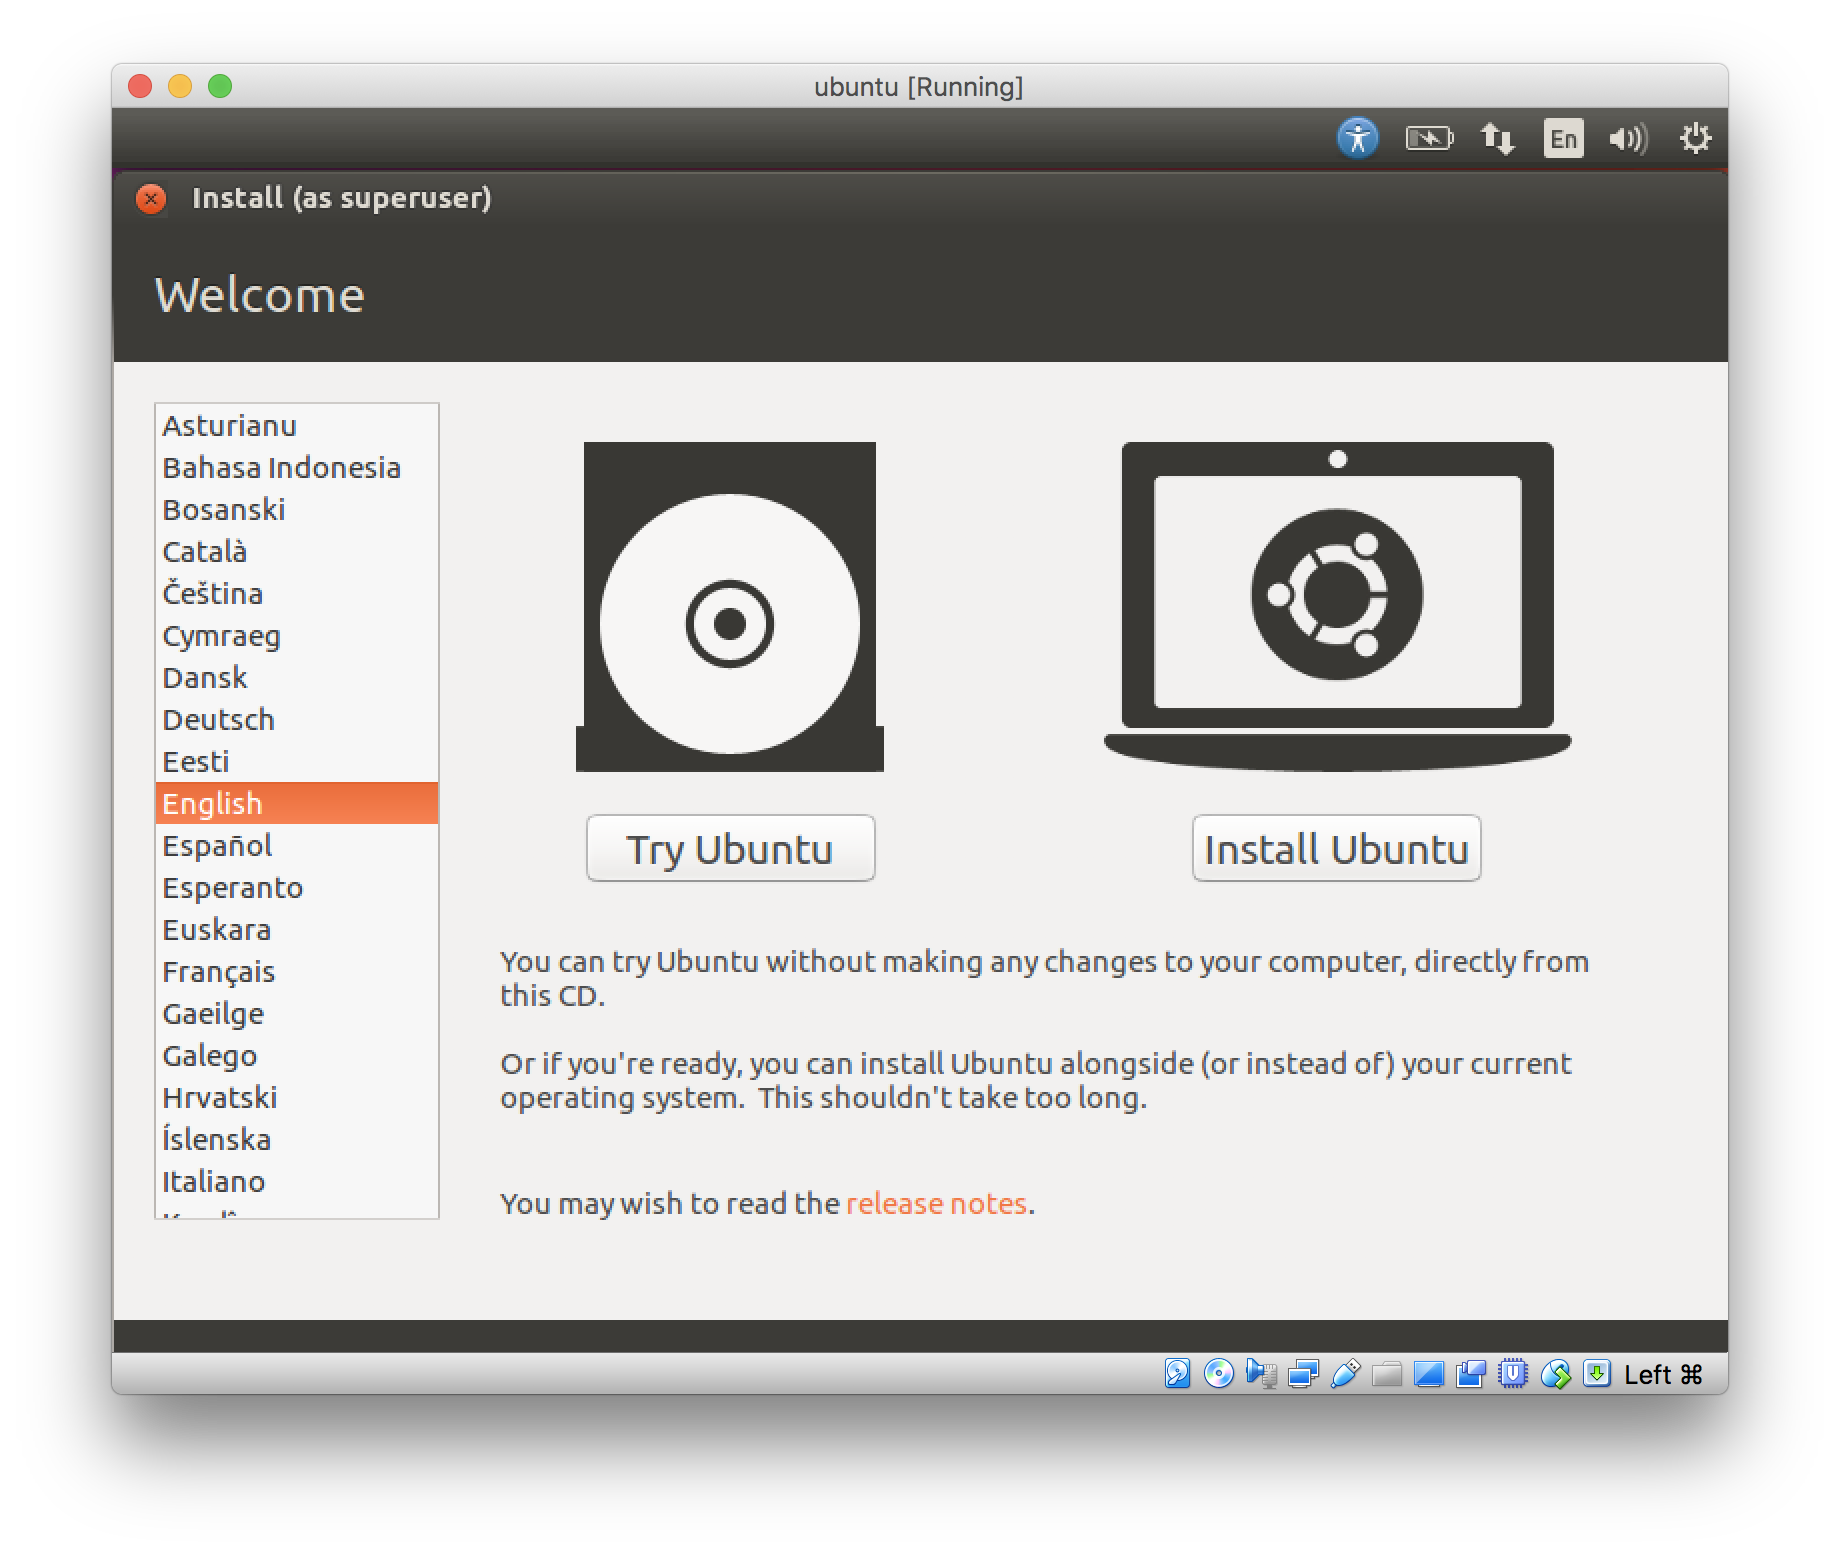 ubuntu [Running]
En
Install (as superuser)
Welcome
Asturianu
Bahasa Indonesia
Bosanski
Català
Čeština
Cymraeg
Dansk
Deutsch
Eesti
English
Español
Esperanto
Euskara
Français
Gaeilge
Galego
Hrvatski
Íslenska
Italiano
Try Ubuntu
Install Ubuntu
You can try Ubuntu without making any changes to your computer, directly from
this CD.
Or if you're ready, you can install Ubuntu alongside (or instead of) your current
operating system.  This shouldn't take too long.
You may wish to read the release notes.
Left ⌘